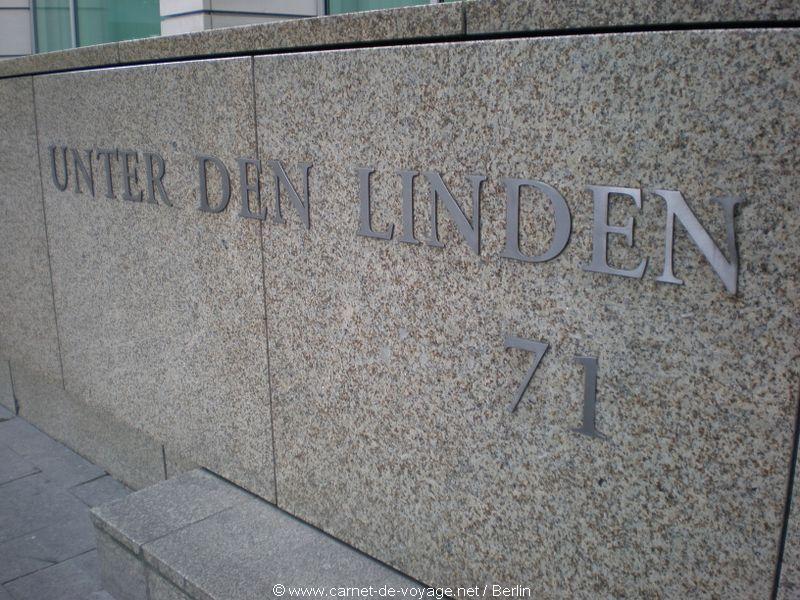 UNTER DEN LINDEN
71
© www.carnet-de-voyage.net / Berlin